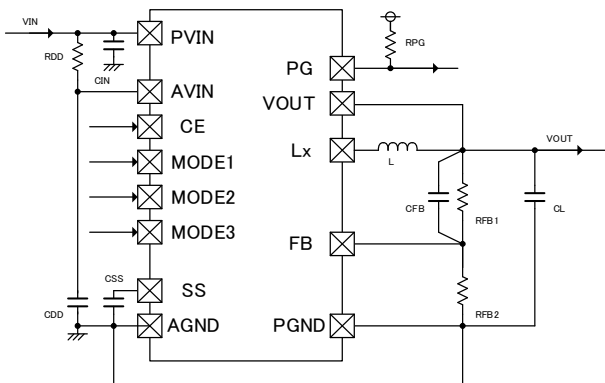 VIN
PVIN
RDD
CIN
AVIN
CE
MODE1
MODE2
MODE3
CSS
SS
CDD
AGND
RPG
PG
VOUT
Lx
L
VOUT
CFB
RFB1
CL
FB
RFB2
PGND